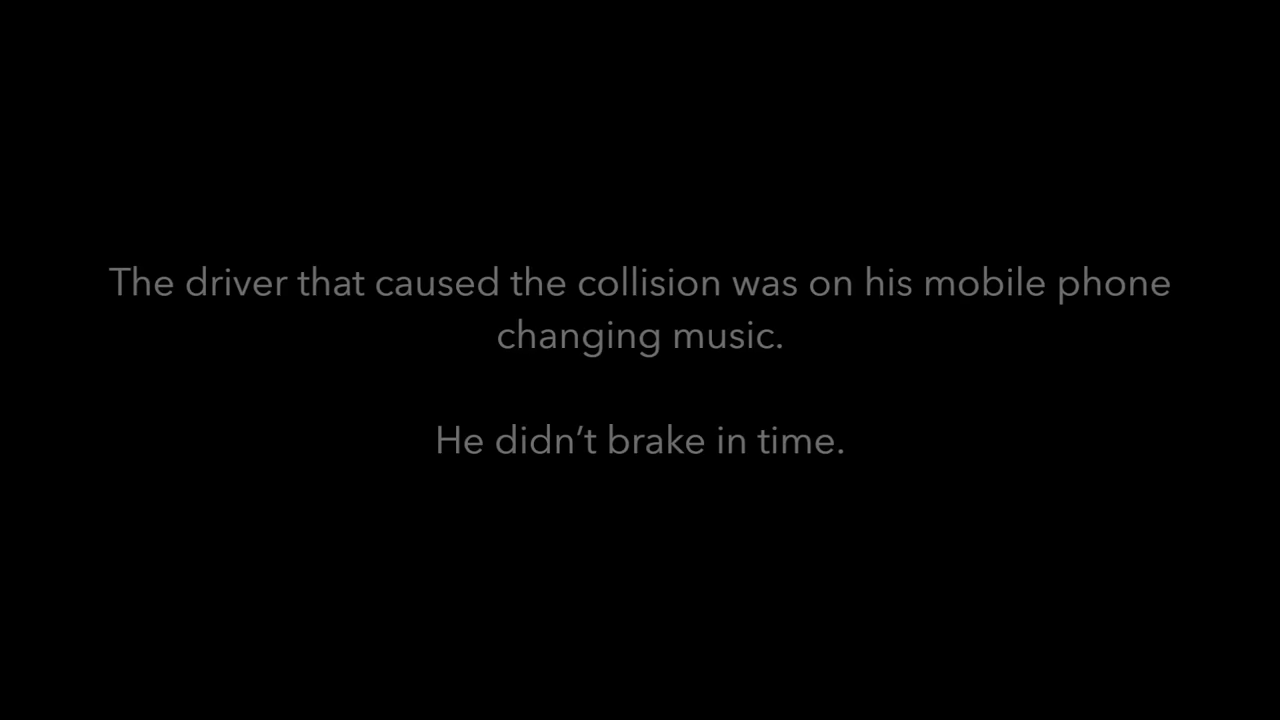 The driver that caused the collision was on his mobile phone
changing music.
He didn’t brake in time.